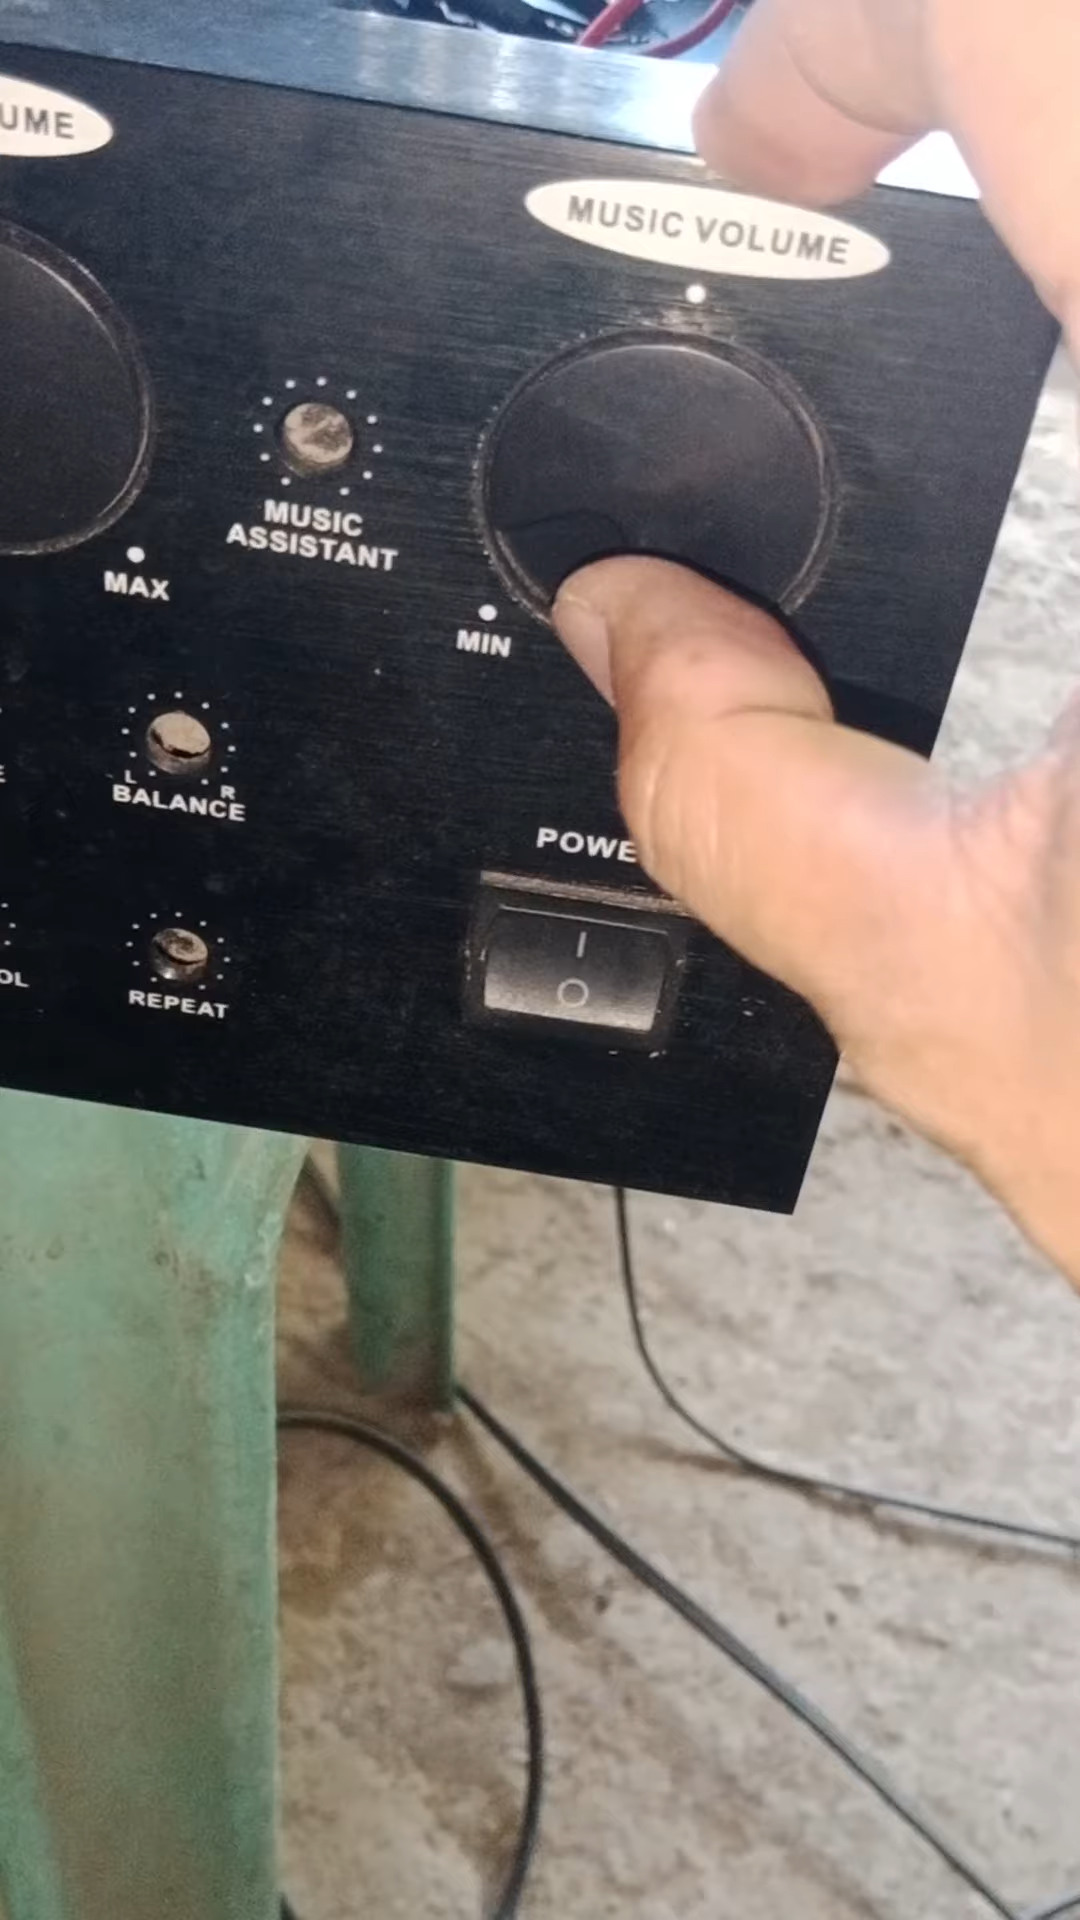 UME
MUSIC VOLUME
MUSIC
ASSISTANT
MAX
MIN
L R
BALANCE
POWE
I
O
OL
REPEAT